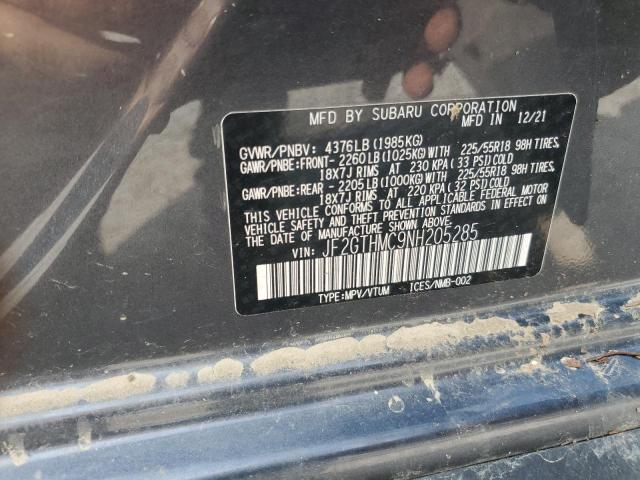 MFD BY SUBARU CORPORATION
MFD IN 12/21
GVWR/PNBV: 4376LB (1985KG)
GAWR/PNBE:FRONT- 2260LB (1025KG)WITH 225/55R18 98H TIRES,
18X7J RIMS AT 230 KPA (33 PSI)COLD
GAWR/PNBE:REAR - 2205LB (1000KG)WITH 225/55R18 98H TIRES,
18X7J RIMS AT 220 KPA (32 PSI)COLD
THIS VEHICLE CONFORMS TO ALL APPLICABLE FEDERAL MOTOR
VEHICLE SAFETY, BUMPER, AND THEFT PREVENTION STANDARDS IN EFFECT
ON THE DATE OF MANUFACTURE SHOWN ABOVE.
VIN: JF2GTHMC9NH205285
TYPE:MPV/VTUM ICES/NMB-002